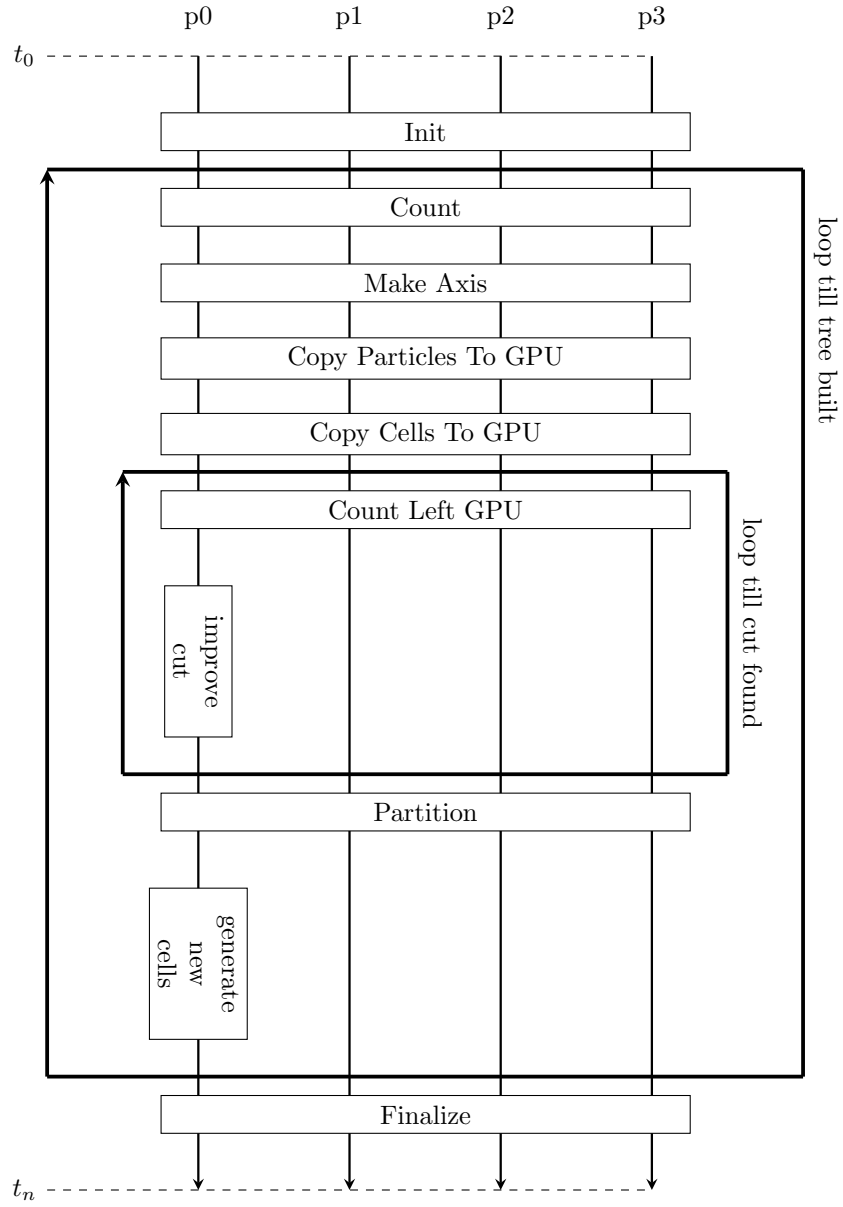 p0 p1 p2 p3
t0
Init
Count
Make Axis
Copy Particles To GPU
Copy Cells To GPU
Count Left GPU
improve
cut
loop till cut found
loop till tree built
Partition
generate
new
cells
Finalize
tn